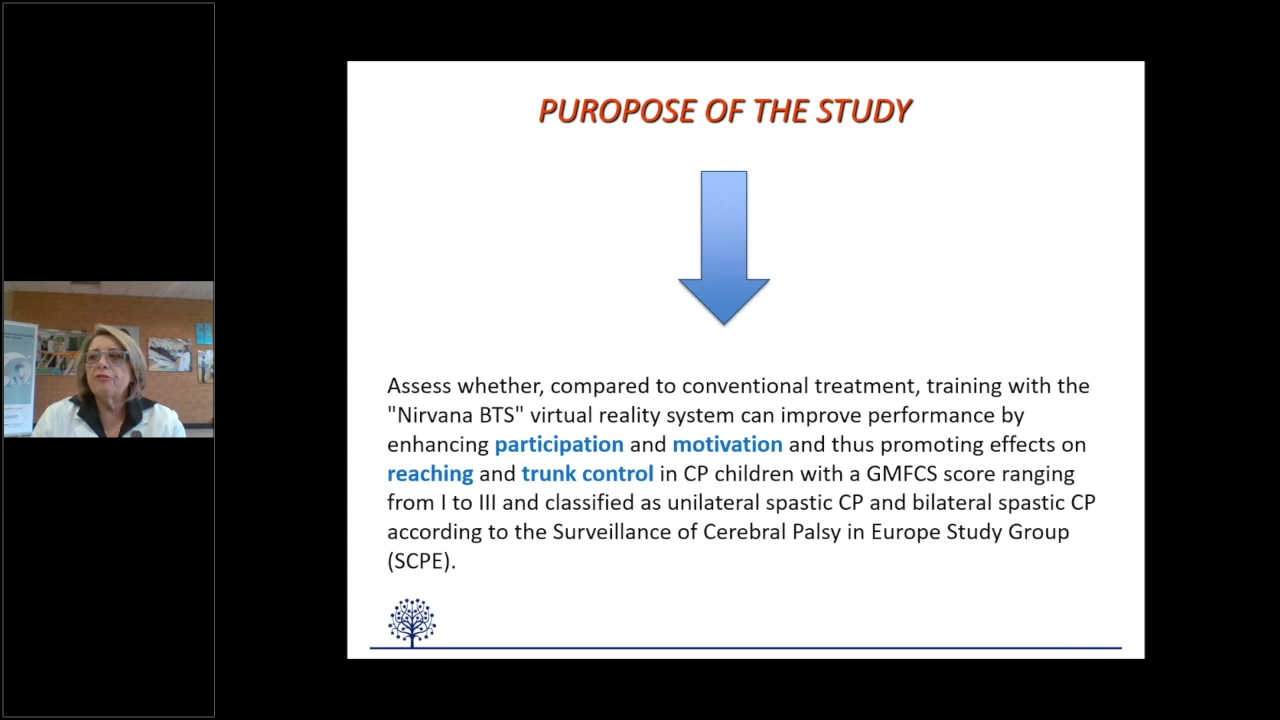 PUROPOSE OF THE STUDY
Assess whether, compared to conventional treatment, training with the
"Nirvana BTS" virtual reality system can improve performance by
enhancing participation and motivation and thus promoting effects on
reaching and trunk control in CP children with a GMFCS score ranging
from I to III and classified as unilateral spastic CP and bilateral spastic CP
according to the Surveillance of Cerebral Palsy in Europe Study Group
(SCPE).